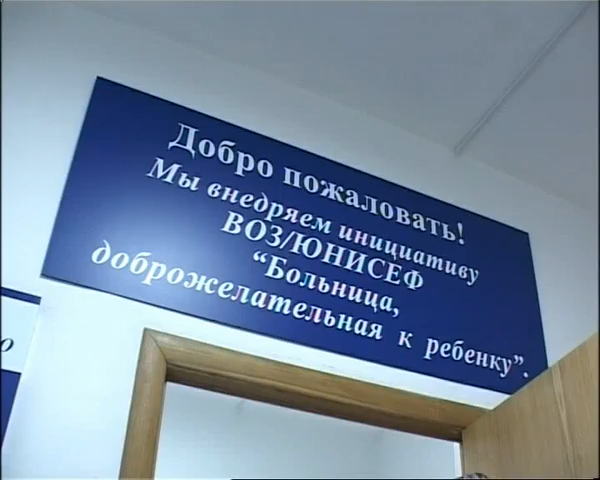 Добро пожаловать!
Мы внедряем инициативу
ВОЗ/ЮНИСЕФ
“Больница,
доброжелательная к ребенку”.